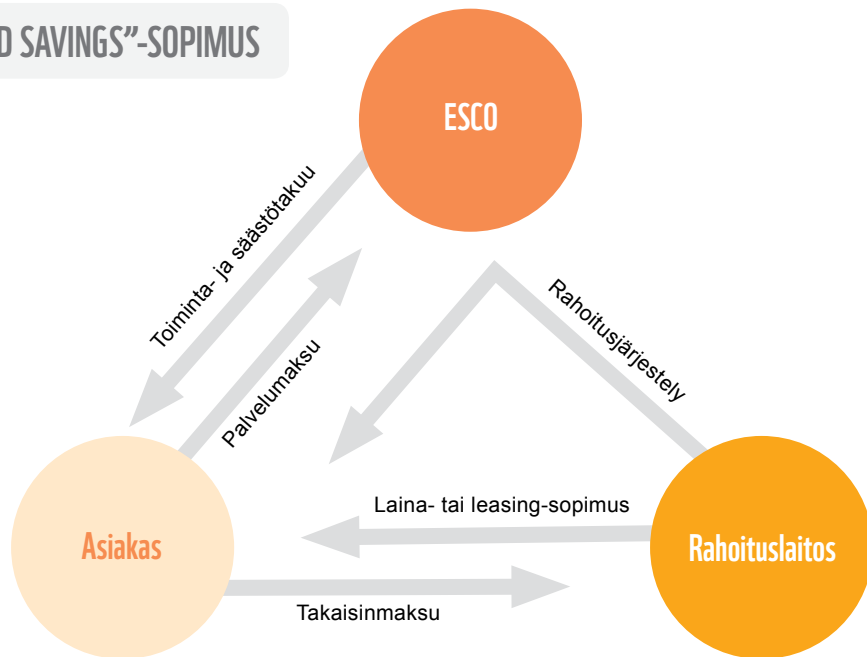 D SAVINGS”-SOPIMUS
ESCO
Toiminta- ja säästötakuu
Palvelumaksu
Rahoitusjärjestely
Laina- tai leasing-sopimus
Asiakas
Rahoituslaitos
Takaisinmaksu